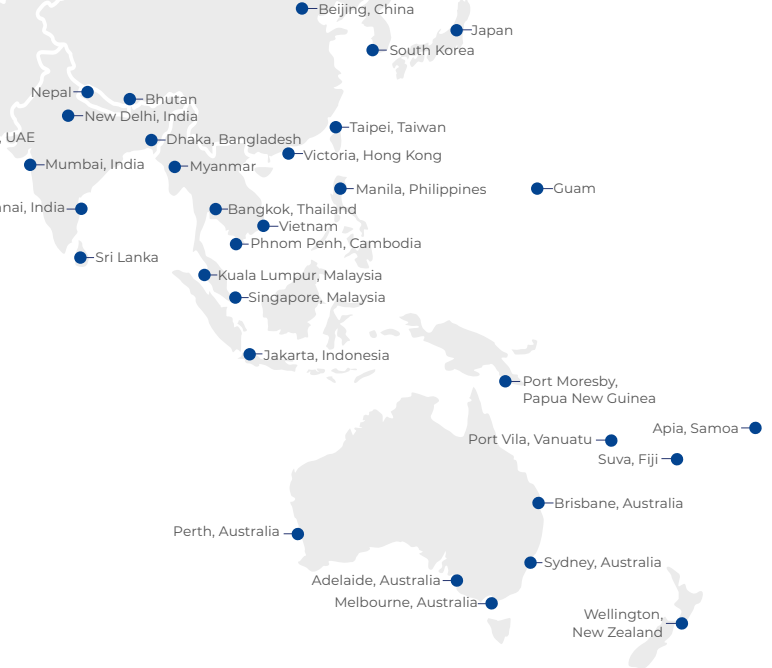 Beijing, China
Japan
South Korea
Nepal
Bhutan
New Delhi, India
Taipei, Taiwan
, UAE
Dhaka, Bangladesh
Victoria, Hong Kong
Mumbai, India
Myanmar
Manila, Philippines
Guam
nai, India
Bangkok, Thailand
Vietnam
Phnom Penh, Cambodia
Sri Lanka
Kuala Lumpur, Malaysia
Singapore, Malaysia
Jakarta, Indonesia
Port Moresby,
Papua New Guinea
Apia, Samoa
Port Vila, Vanuatu
Suva, Fiji
Brisbane, Australia
Perth, Australia
Sydney, Australia
Adelaide, Australia
Melbourne, Australia
Wellington,
New Zealand